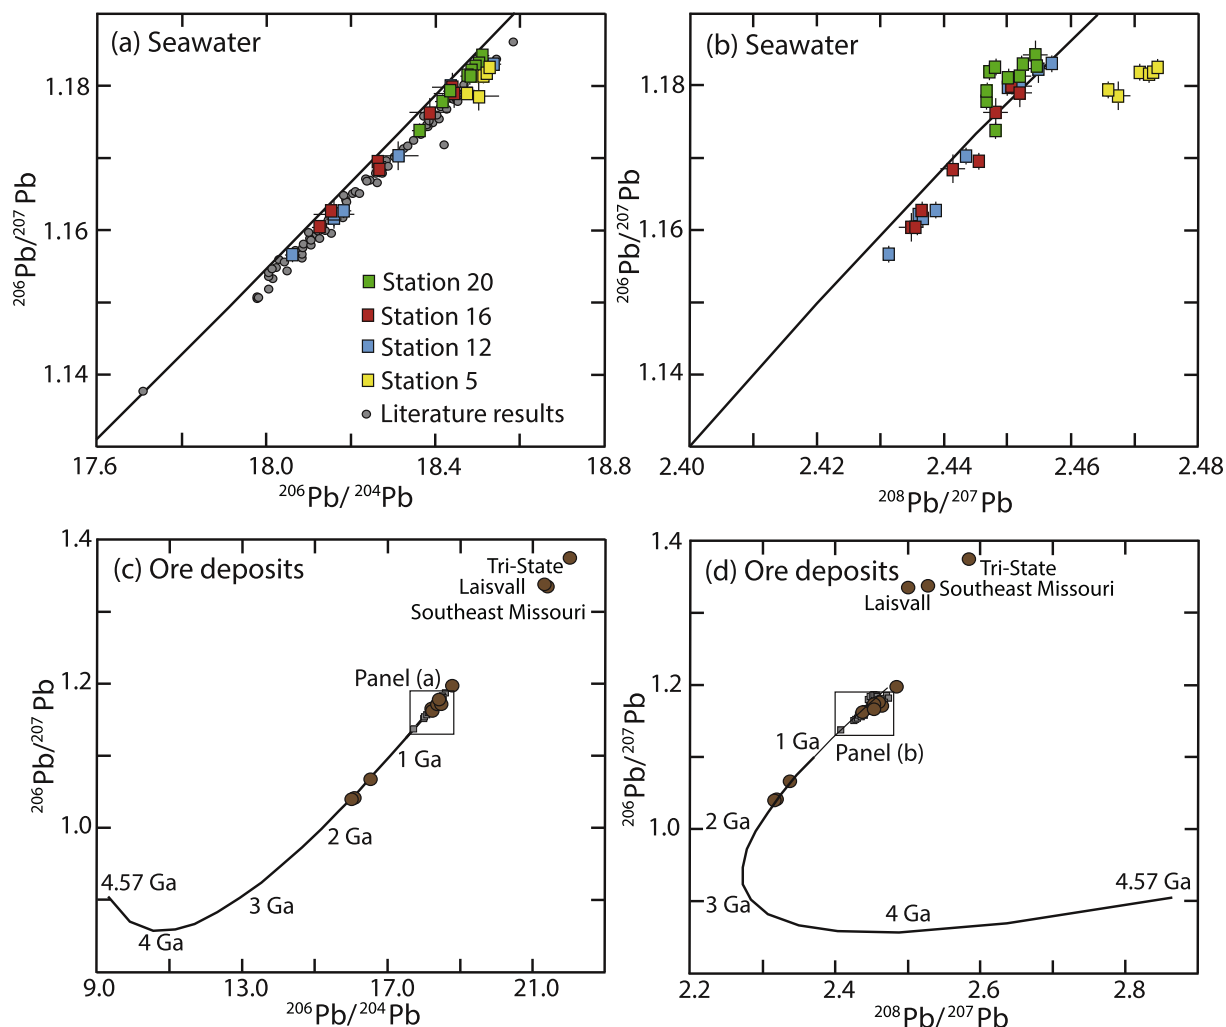 (a) Seawater
1.18
1.16
1.14
²⁰⁶Pb/²⁰⁷Pb
Station 20
Station 16
Station 12
Station 5
Literature results
17.6 18.0 18.4 18.8
²⁰⁶Pb/ ²⁰⁴Pb
(b) Seawater
1.18
1.16
1.14
²⁰⁶Pb/²⁰⁷Pb
2.40 2.42 2.44 2.46 2.48
²⁰⁸Pb/²⁰⁷Pb
(c) Ore deposits
1.4
1.2
1.0
²⁰⁶Pb/²⁰⁷Pb
Tri-State
Laisvall
Southeast Missouri
Panel (a)
1 Ga
2 Ga
3 Ga
4 Ga
4.57 Ga
9.0 13.0 17.0 21.0
²⁰⁶Pb/ ²⁰⁴Pb
(d) Ore deposits
1.4
1.2
1.0
²⁰⁶Pb/²⁰⁷Pb
Tri-State
Southeast Missouri
Laisvall
Panel (b)
1 Ga
2 Ga
3 Ga
4 Ga
4.57 Ga
2.2 2.4 2.6 2.8
²⁰⁸Pb/²⁰⁷Pb